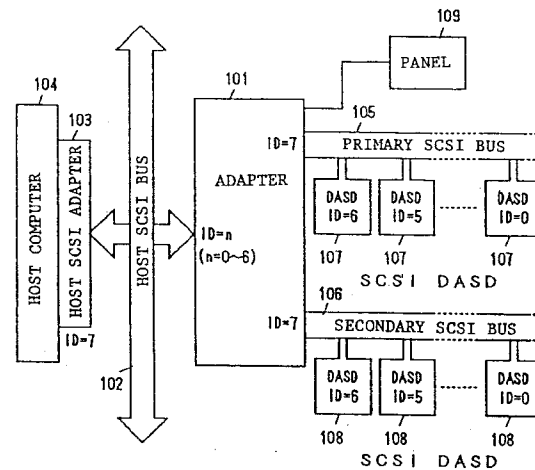 109
PANEL
104
103
101
105
HOST COMPUTER
HOST SCSI ADAPTER
HOST SCSI BUS
ADAPTER
ID=7
PRIMARY SCSI BUS
DASD
ID=6
DASD
ID=5
DASD
ID=0
107
107
107
SCSI DASD
ID=n
(n=0~6)
106
ID=7
102
ID=7
SECONDARY SCSI BUS
DASD
ID=6
DASD
ID=5
DASD
ID=0
108
108
108
SCSI DASD